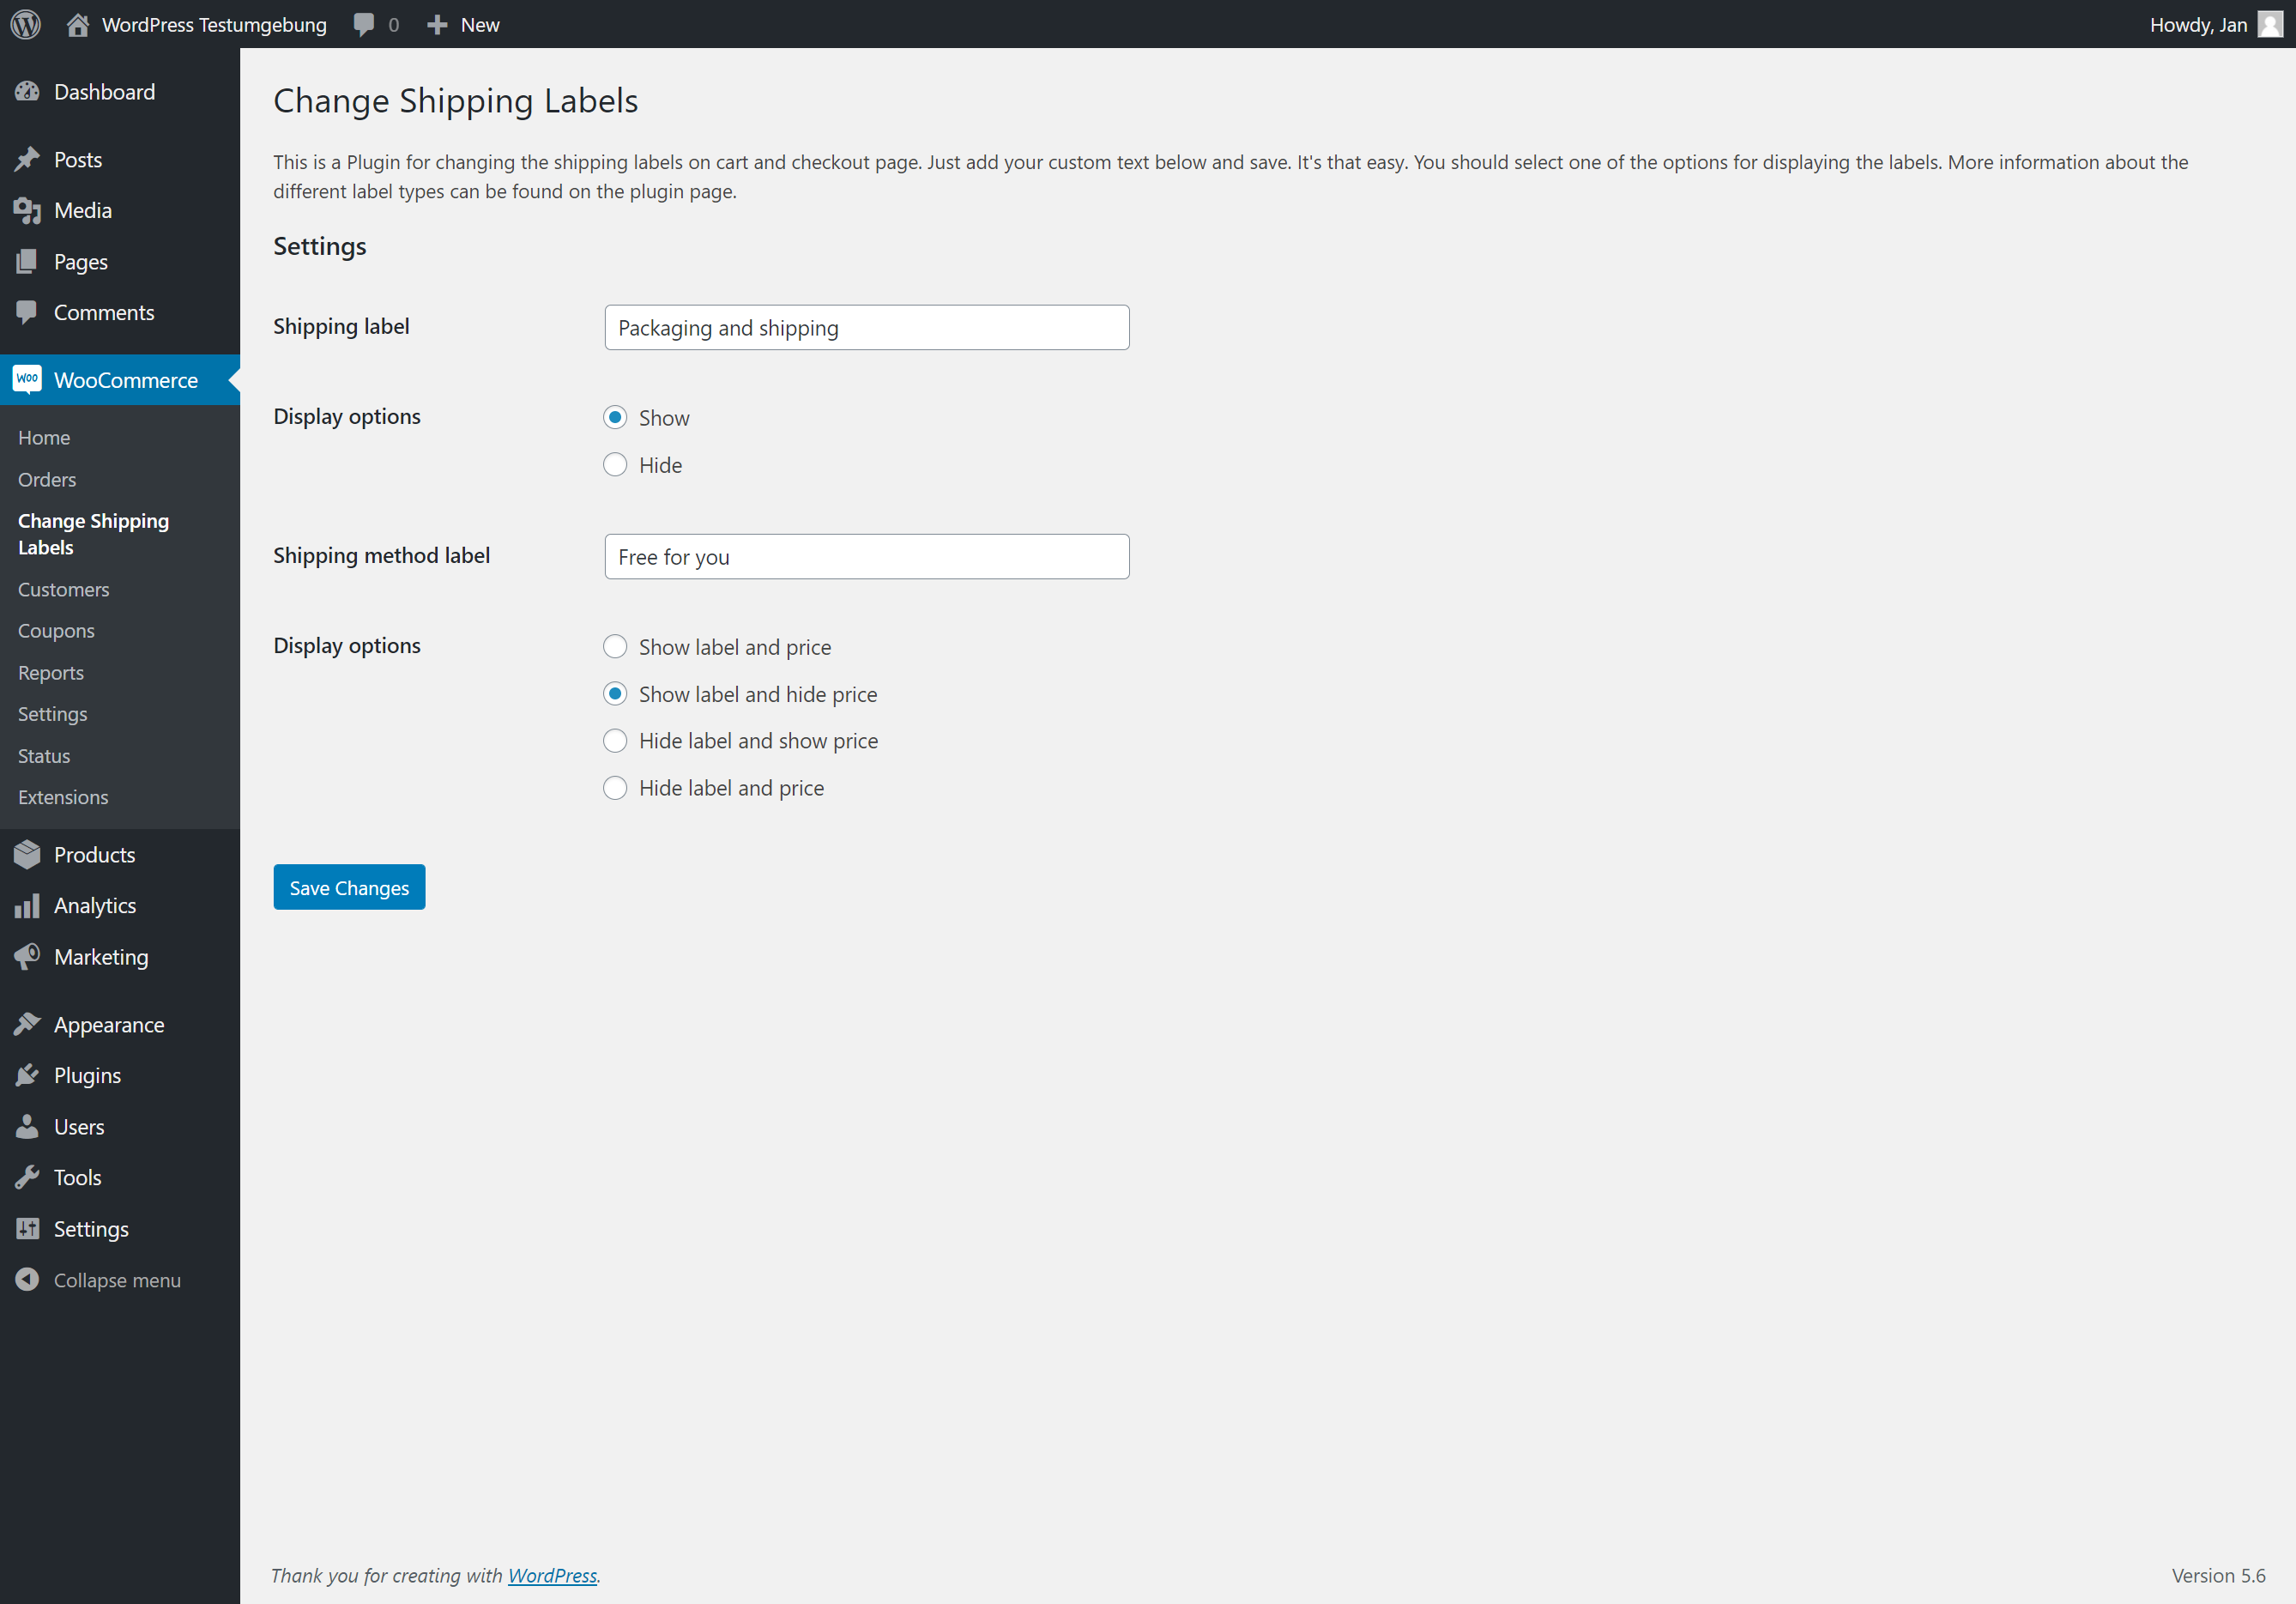 WordPress Testumgebung 0 New Howdy, Jan
Dashboard
Posts
Media
Pages
Comments
Woo WooCommerce
Home
Orders
Change Shipping
Labels
Customers
Coupons
Reports
Settings
Status
Extensions
Products
Analytics
Marketing
Appearance
Plugins
Users
Tools
Settings
Collapse menu
Change Shipping Labels
This is a Plugin for changing the shipping labels on cart and checkout page. Just add your custom text below and save. It's that easy. You should select one of the options for displaying the labels. More information about the
different label types can be found on the plugin page.
Settings
Shipping label Packaging and shipping
Display options Show
Hide
Shipping method label Free for you
Display options Show label and price
Show label and hide price
Hide label and show price
Hide label and price
Save Changes
Thank you for creating with WordPress. Version 5.6